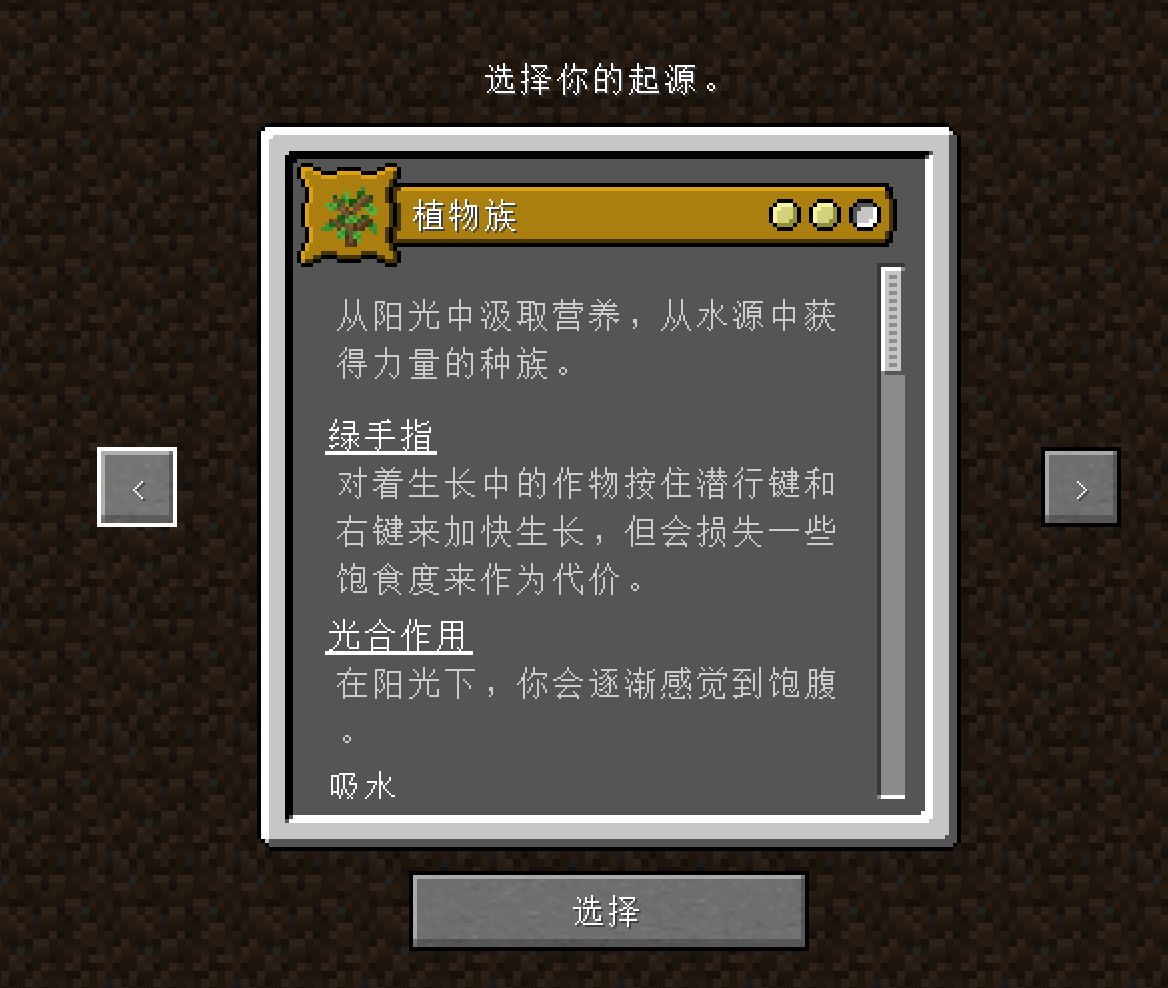 选择你的起源。
植物族
从阳光中汲取营养，从水源中获
得力量的种族。
绿手指
对着生长中的作物按住潜行键和
右键来加快生长，但会损失一些
饱食度来作为代价。
光合作用
在阳光下，你会逐渐感觉到饱腹
。
吸水
<
>
选择